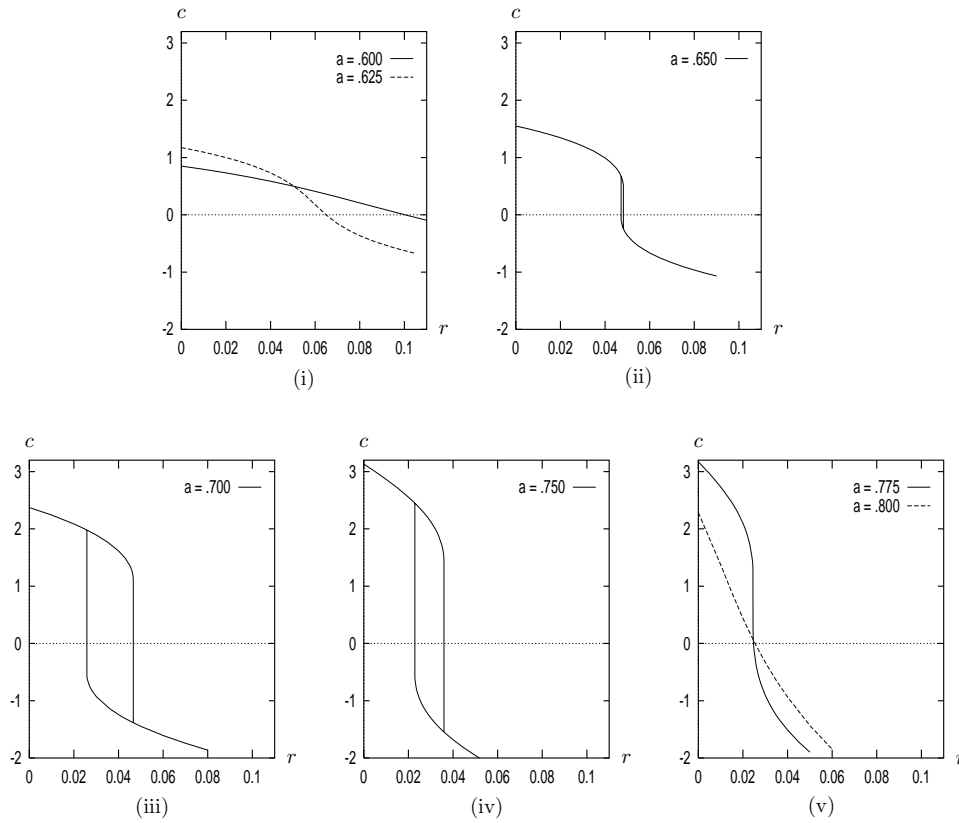 c
3
2
1
0
-1
-2
a = .600
a = .625
r
0 0.02 0.04 0.06 0.08 0.1
(i)
c
3
2
1
0
-1
-2
a = .650
r
0 0.02 0.04 0.06 0.08 0.1
(ii)
c
3
2
1
0
-1
-2
a = .700
r
0 0.02 0.04 0.06 0.08 0.1
(iii)
c
3
2
1
0
-1
-2
a = .750
r
0 0.02 0.04 0.06 0.08 0.1
(iv)
c
3
2
1
0
-1
-2
a = .775
a = .800
r
0 0.02 0.04 0.06 0.08 0.1
(v)